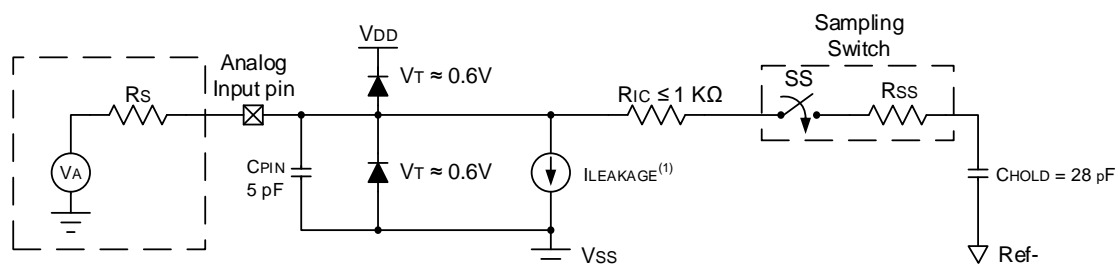 Sampling
Switch
VDD
Analog
Input pin
VT ≈ 0.6V
SS
RSS
RS
RIC ≤ 1 KΩ
VA
CPIN
5 pF
VT ≈ 0.6V
ILEAKAGE(1)
CHOLD = 28 pF
VSS
Ref-